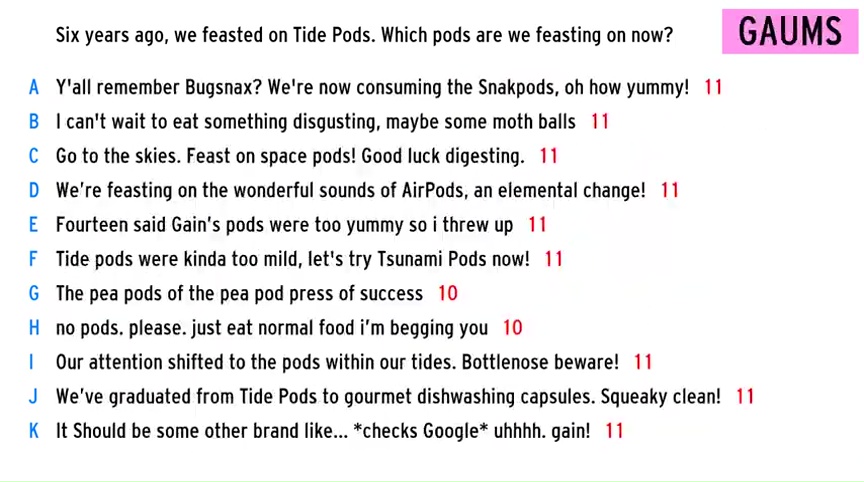 Six years ago, we feasted on Tide Pods. Which pods are we feasting on now?
GAUMS
A Y'all remember Bugsnax? We're now consuming the Snakpods, oh how yummy! 11
B I can't wait to eat something disgusting, maybe some moth balls 11
C Go to the skies. Feast on space pods! Good luck digesting. 11
D We're feasting on the wonderful sounds of AirPods, an elemental change! 11
E Fourteen said Gain's pods were too yummy so i threw up 11
F Tide pods were kinda too mild, let's try Tsunami Pods now! 11
G The pea pods of the pea pod press of success 10
H no pods. please. just eat normal food i'm begging you 10
I Our attention shifted to the pods within our tides. Bottlenose beware! 11
J We've graduated from Tide Pods to gourmet dishwashing capsules. Squeaky clean! 11
K It Should be some other brand like... *checks Google* uhhhh. gain! 11